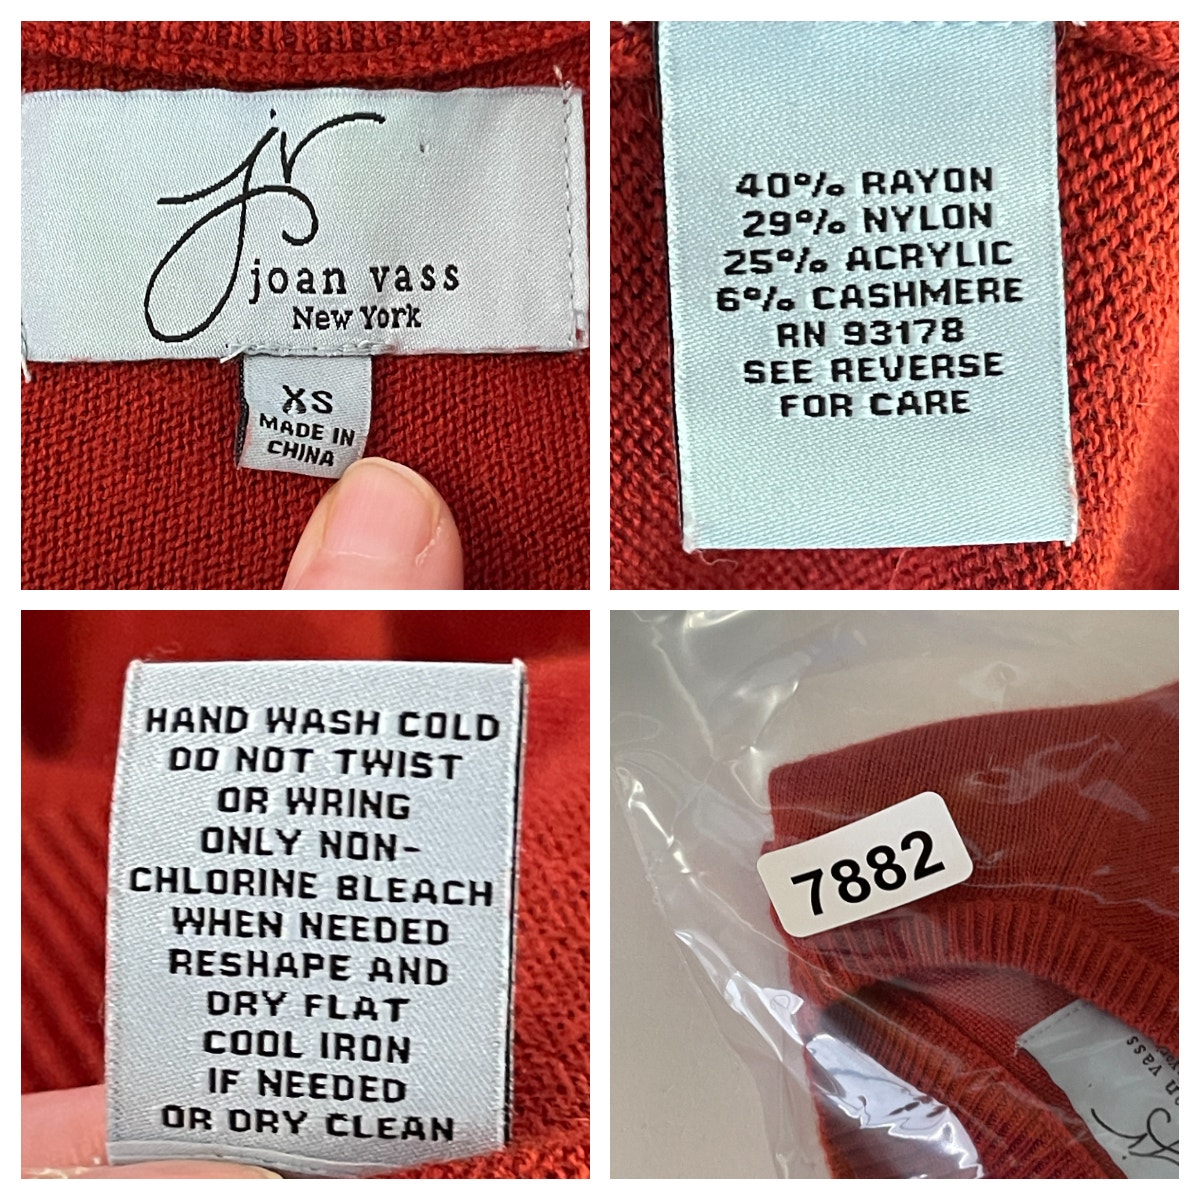 jv
joan vass
New York
XS
MADE IN
CHINA
40% RAYON
29% NYLON
25% ACRYLIC
6% CASHMERE
RN 93178
SEE REVERSE
FOR CARE
HAND WASH COLD
DO NOT TWIST
OR WRING
ONLY NON-
CHLORINE BLEACH
WHEN NEEDED
RESHAPE AND
DRY FLAT
COOL IRON
IF NEEDED
OR DRY CLEAN
7882
vass
jv